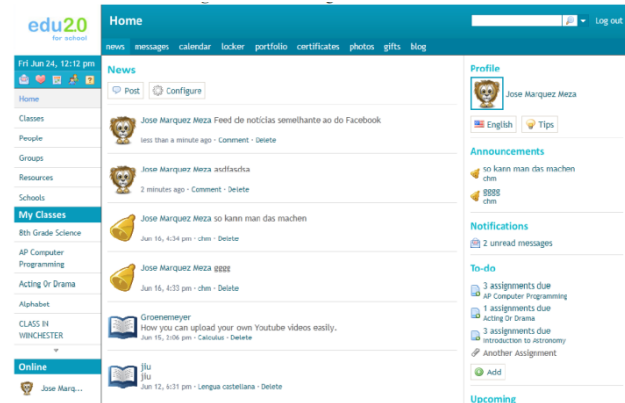 edu2.0
for school
Home
Log out
news messages calendar locker portfolio certificates photos gifts blog
Fri Jun 24, 12:12 pm
Home
Classes
People
Groups
Resources
Schools
My Classes
8th Grade Science
AP Computer
Programming
Acting Or Drama
Alphabet
CLASS IN
WINCHESTER
Online
Jose Marq...
News
Post Configure
Jose Marquez Meza Feed de notícias semelhante ao do Facebook
less than a minute ago - Comment - Delete
Jose Marquez Meza asdfasdsa
2 minutes ago - Comment - Delete
Jose Marquez Meza so kann man das machen
Jun 16, 4:34 pm - chm - Delete
Jose Marquez Meza gggg
Jun 16, 4:33 pm - chm - Delete
Groenemeyer
How you can upload your own Youtube videos easily.
Jun 15, 2:06 pm - Calculus - Delete
jlu
jlu
Jun 12, 6:31 pm - Lengua castellana - Delete
Profile
Jose Marquez Meza
English Tips
Announcements
so kann man das machen
chm
gggg
chm
Notifications
2 unread messages
To-do
3 assignments due
AP Computer Programming
1 assignments due
Acting Or Drama
3 assignments due
Introduction to Astronomy
Another Assignment
Add
Upcoming